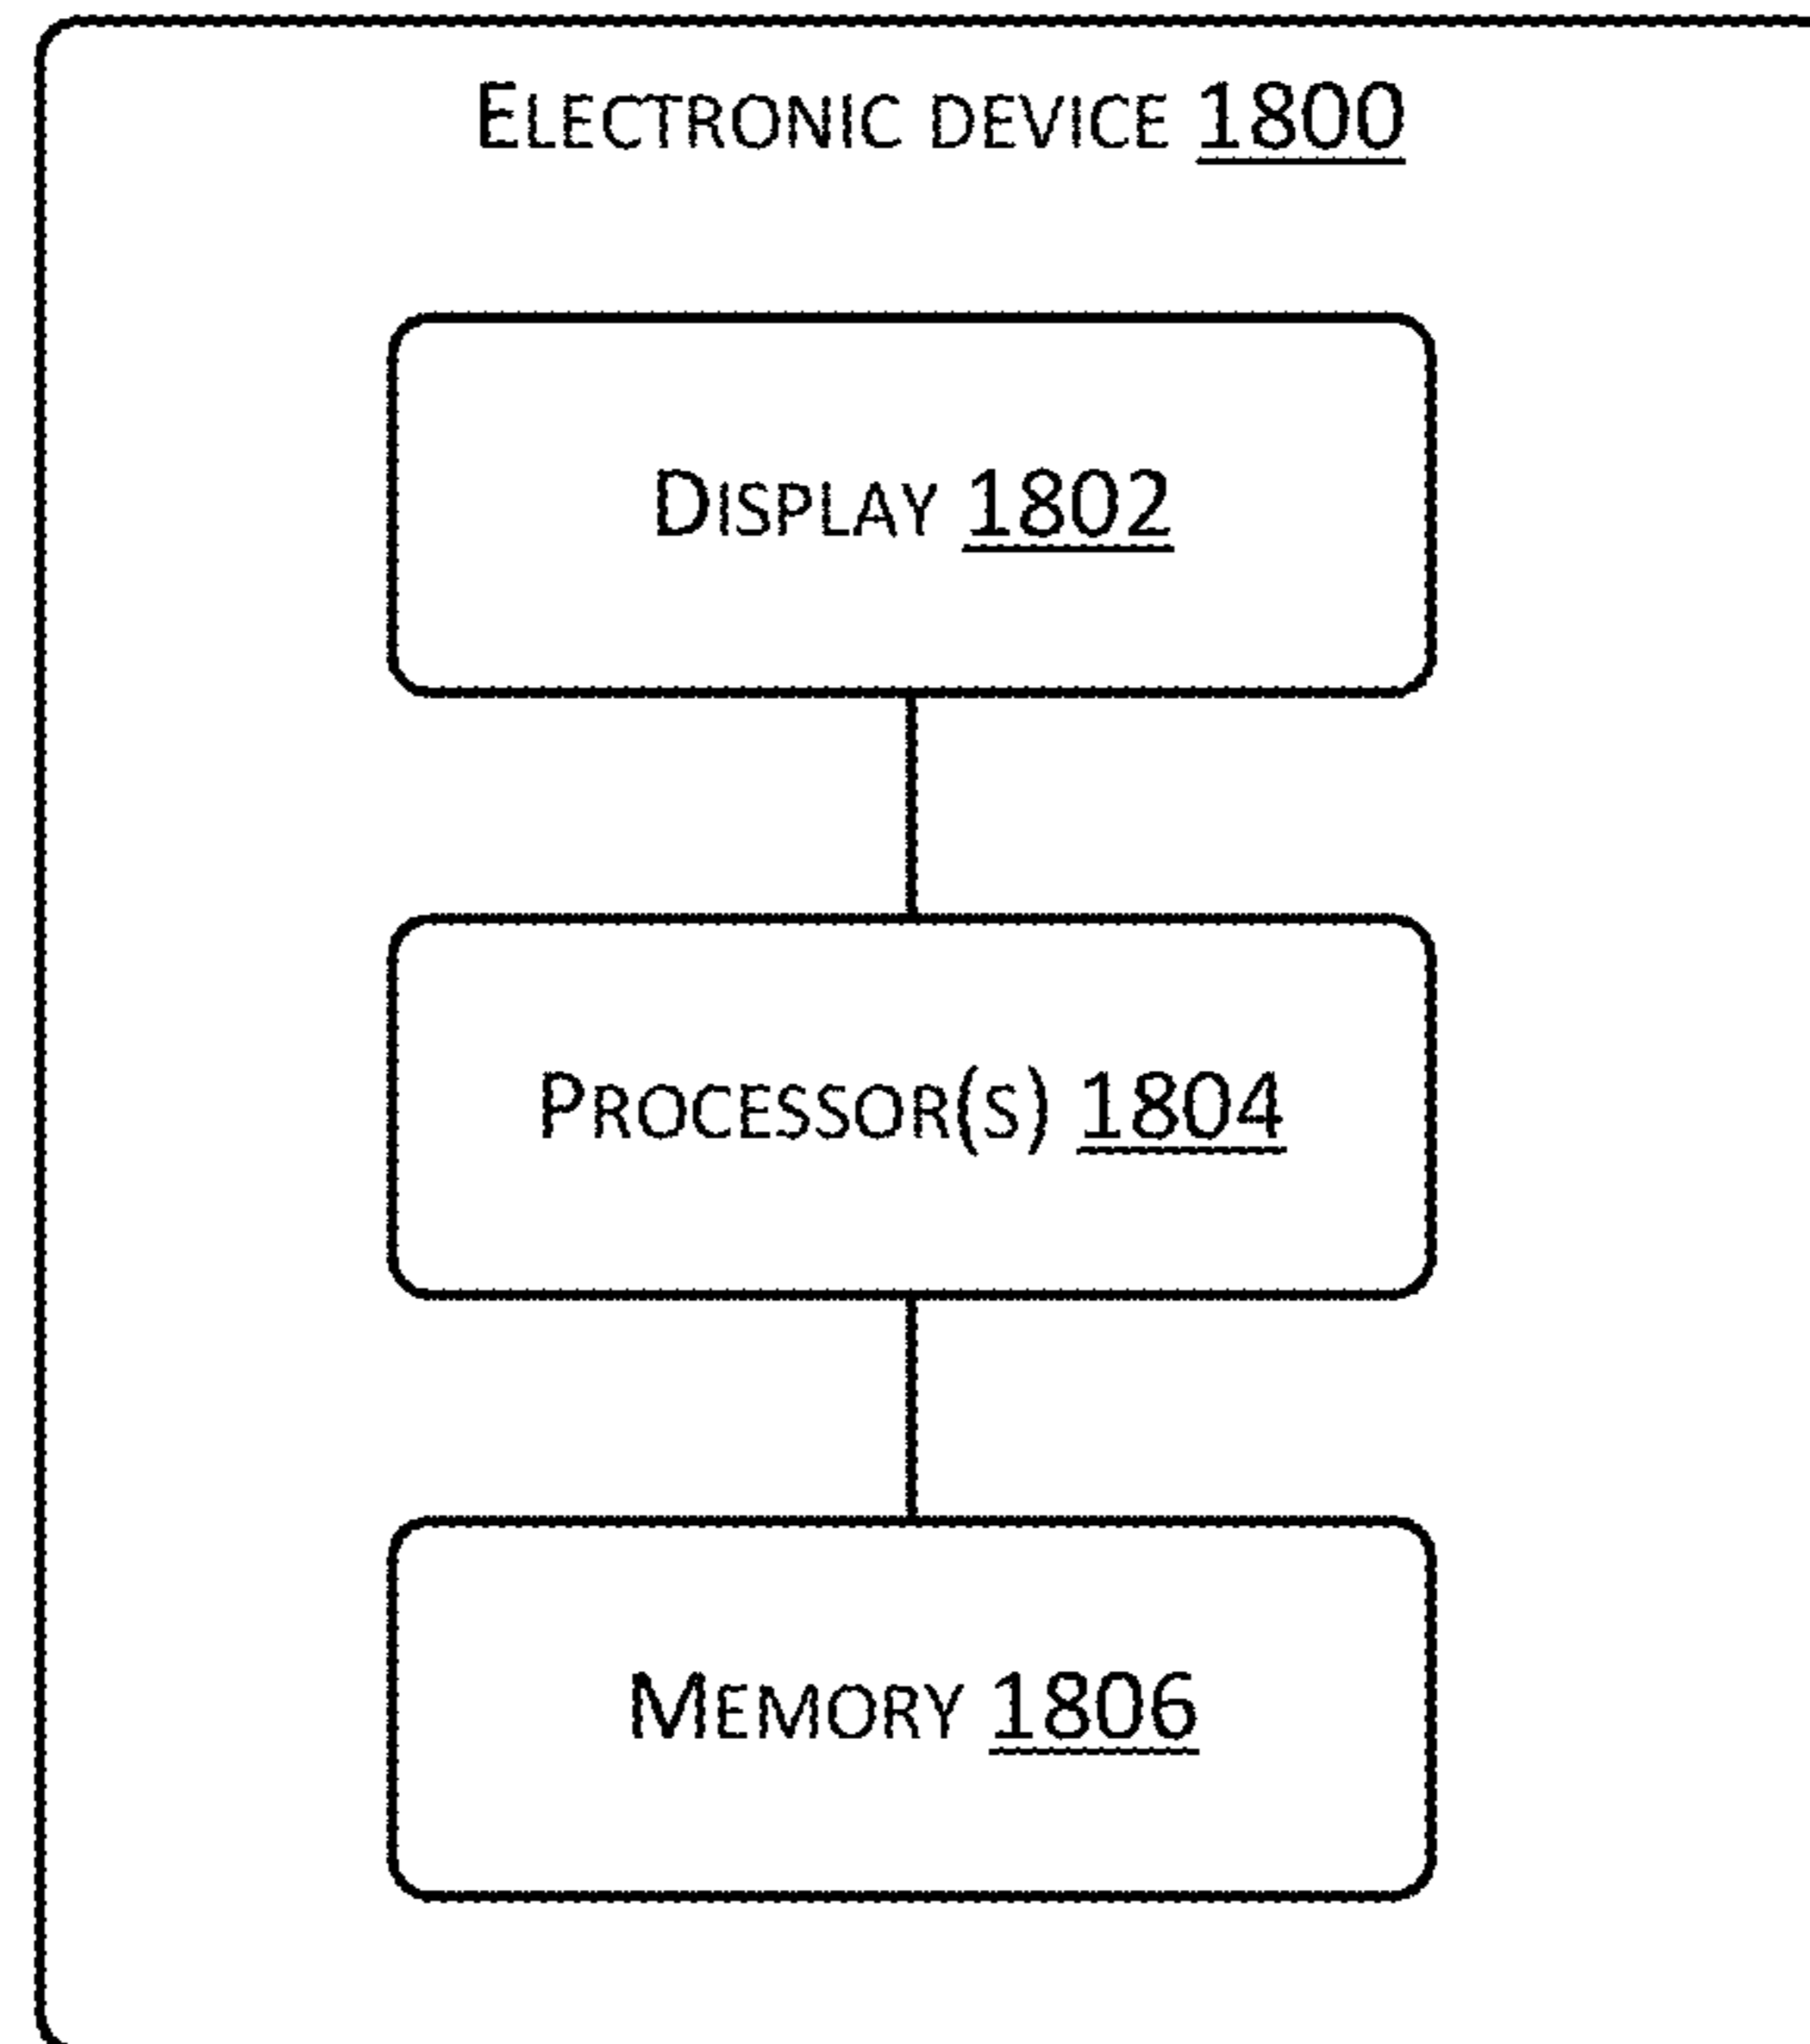 ELECTRONIC DEVICE 1800
DISPLAY 1802
PROCESSOR(S) 1804
MEMORY 1806